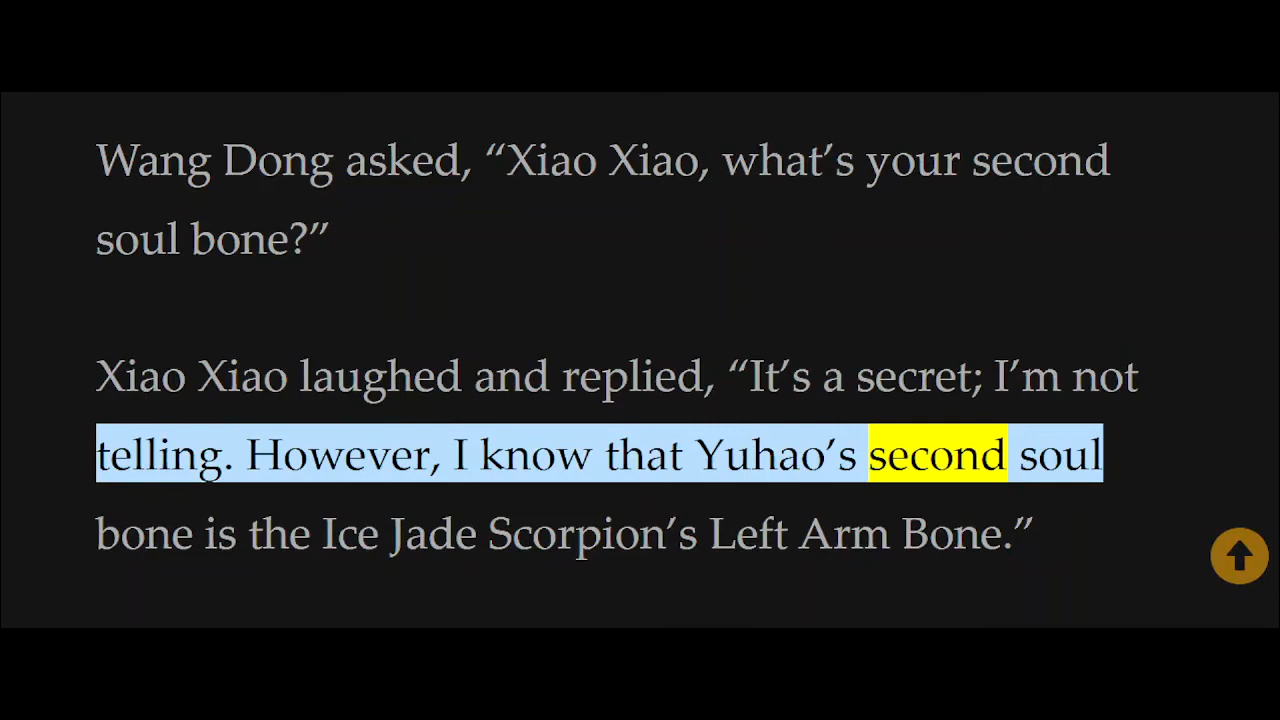 Wang Dong asked, “Xiao Xiao, what’s your second
soul bone?”
Xiao Xiao laughed and replied, “It’s a secret; I’m not
telling. However, I know that Yuhao’s second soul
bone is the Ice Jade Scorpion’s Left Arm Bone.”